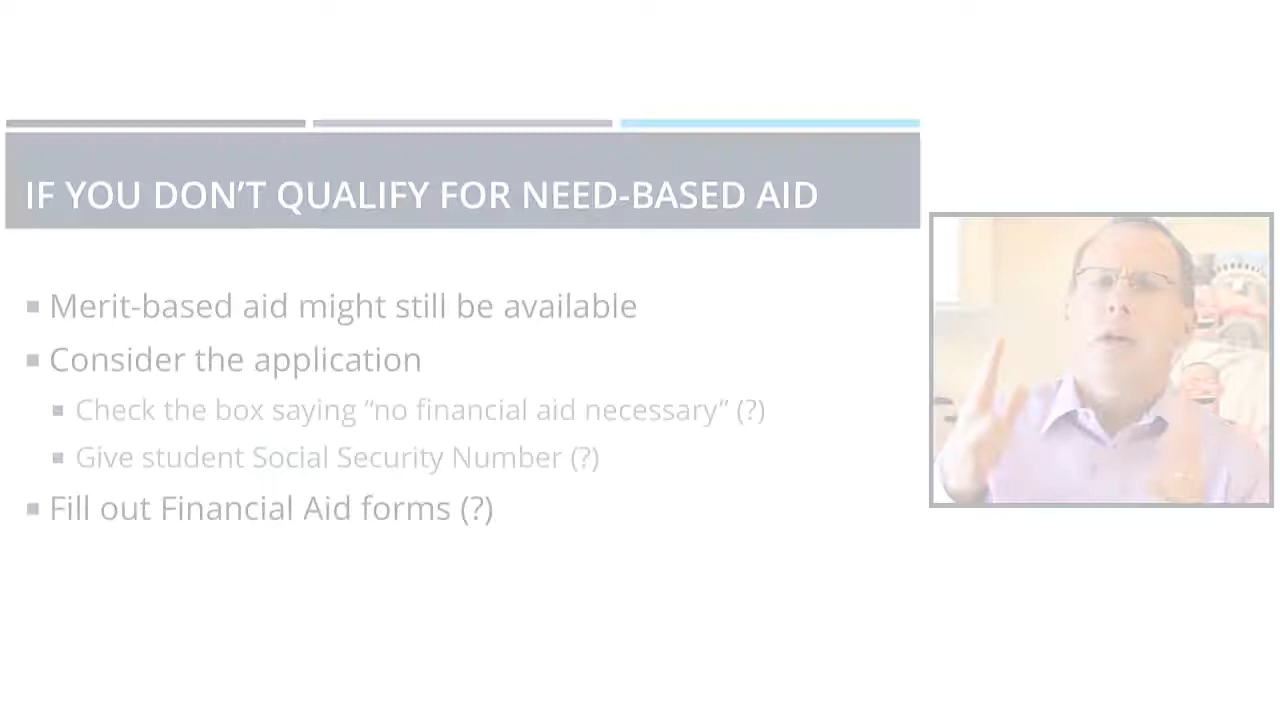 IF YOU DON’T QUALIFY FOR NEED-BASED AID
Merit-based aid might still be available
Consider the application
Check the box saying “no financial aid necessary” (?)
Give student Social Security Number (?)
Fill out Financial Aid forms (?)